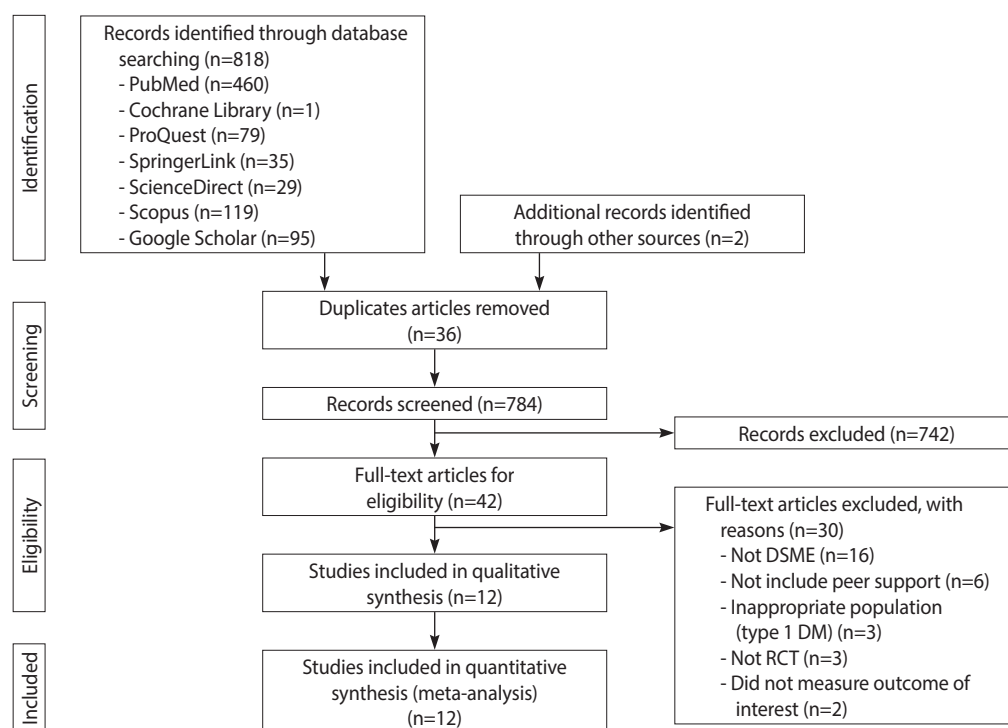 Identification
Records identified through database
searching (n=818)
- PubMed (n=460)
- Cochrane Library (n=1)
- ProQuest (n=79)
- SpringerLink (n=35)
- ScienceDirect (n=29)
- Scopus (n=119)
- Google Scholar (n=95)
Additional records identified
through other sources (n=2)
Screening
Duplicates articles removed
(n=36)
Records screened (n=784)
Records excluded (n=742)
Eligibility
Full-text articles for
eligibility (n=42)
Full-text articles excluded, with
reasons (n=30)
- Not DSME (n=16)
- Not include peer support (n=6)
- Inappropriate population
(type 1 DM) (n=3)
- Not RCT (n=3)
- Did not measure outcome of
interest (n=2)
Studies included in qualitative
synthesis (n=12)
Included
Studies included in quantitative
synthesis (meta-analysis)
(n=12)